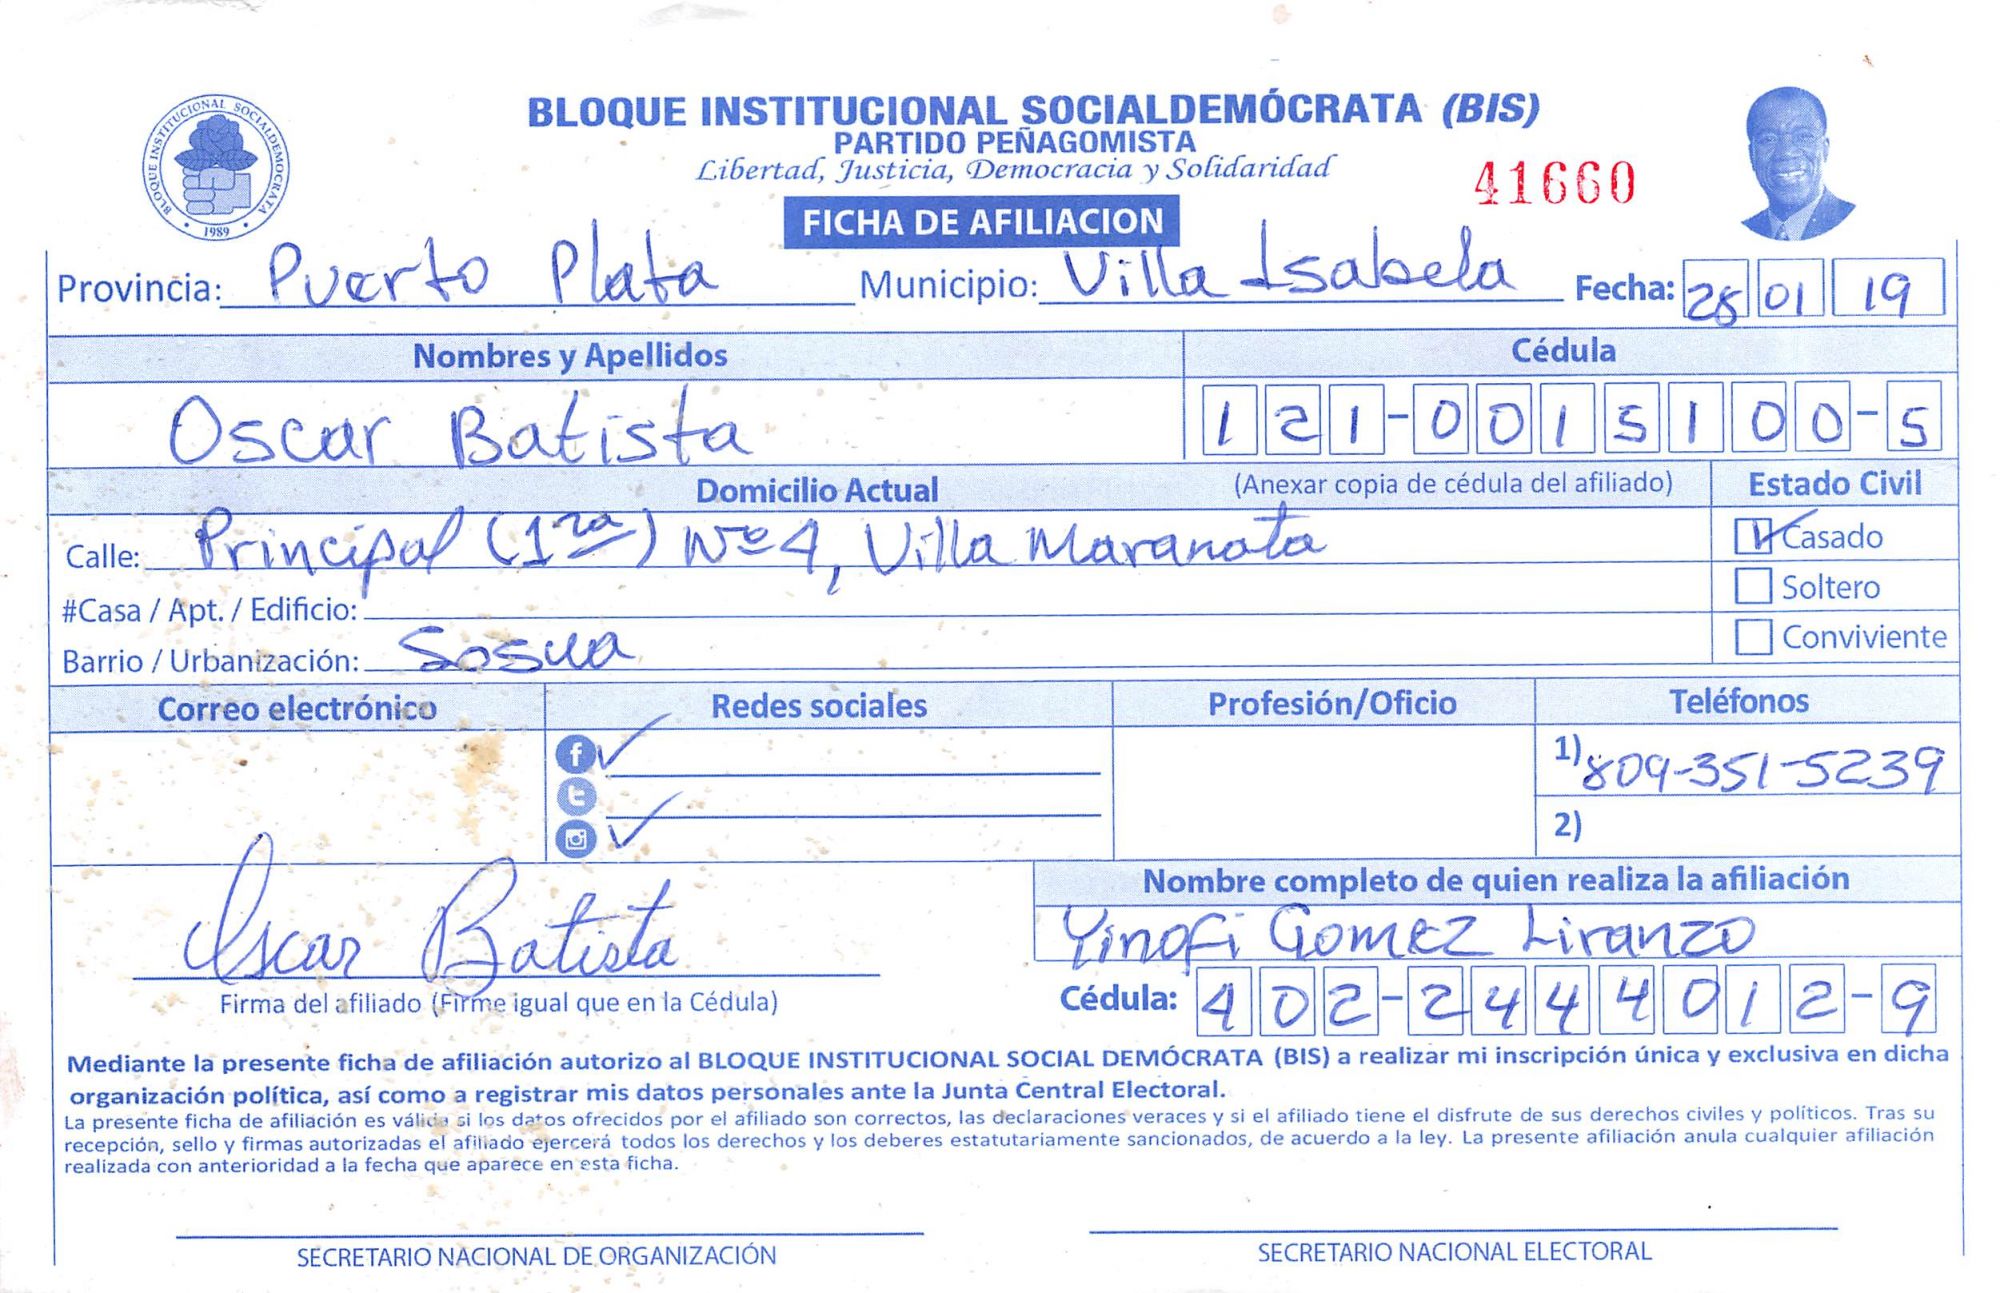 BLOQUE INSTITUCIONAL SOCIALDEMOCRATA
1989
BLOQUE INSTITUCIONAL SOCIALDEMÓCRATA (BIS)
PARTIDO PEÑAGOMISTA
Libertad, Justicia, Democracia y Solidaridad
41660
FICHA DE AFILIACION
Provincia: Puerto Plata Municipio: Villa Isabela Fecha: 28 01 19
Nombres y Apellidos Cédula
Oscar Batista 121-0015100-5
Domicilio Actual (Anexar copia de cédula del afiliado) Estado Civil
Calle: Principal (1ra) Nº 4, Villa Maranata Casado
#Casa / Apt. / Edificio: Soltero
Barrio / Urbanización: Sosua Conviviente
Correo electrónico Redes sociales Profesión/Oficio Teléfonos
1) 809-351-5239
2)
Nombre completo de quien realiza la afiliación
Oscar Batista Yinofi Gomez Liranzo
Firma del afiliado (Firme igual que en la Cédula) Cédula: 402-2444012-9
Mediante la presente ficha de afiliación autorizo al BLOQUE INSTITUCIONAL SOCIAL DEMÓCRATA (BIS) a realizar mi inscripción única y exclusiva en dicha
organización política, así como a registrar mis datos personales ante la Junta Central Electoral.
La presente ficha de afiliación es válida si los datos ofrecidos por el afiliado son correctos, las declaraciones veraces y si el afiliado tiene el disfrute de sus derechos civiles y políticos. Tras su
recepción, sello y firmas autorizadas el afiliado ejercerá todos los derechos y los deberes estatutariamente sancionados, de acuerdo a la ley. La presente afiliación anula cualquier afiliación
realizada con anterioridad a la fecha que aparece en esta ficha.
SECRETARIO NACIONAL DE ORGANIZACIÓN SECRETARIO NACIONAL ELECTORAL